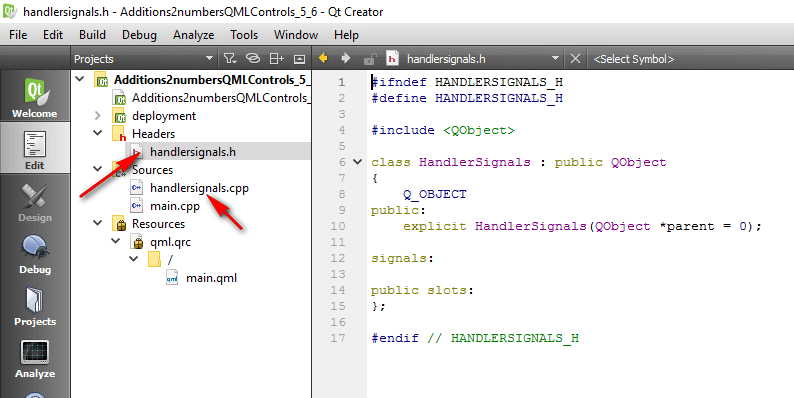 handlersignals.h - Additions2numbersQMLControls_5_6 - Qt Creator
File Edit Build Debug Analyze Tools Window Help
Projects
handlersignals.h
<Select Symbol>
Qt
Welcome
Edit
Design
Debug
Projects
Analyze
Additions2numbersQMLControls_5_
Additions2numbersQMLControls_
deployment
Headers
handlersignals.h
Sources
handlersignals.cpp
main.cpp
Resources
qml.qrc
/
main.qml
1 #ifndef HANDLERSIGNALS_H
2 #define HANDLERSIGNALS_H
3
4 #include <QObject>
5
6 class HandlerSignals : public QObject
7 {
8 Q_OBJECT
9 public:
10 explicit HandlerSignals(QObject *parent = 0);
11
12 signals:
13
14 public slots:
15 };
16
17 #endif // HANDLERSIGNALS_H